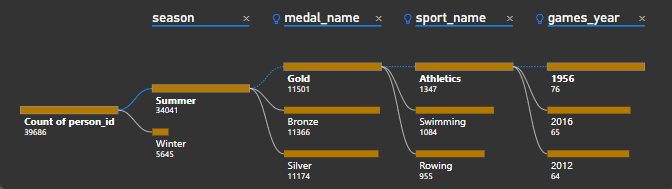 season × medal_name × sport_name × games_year ×
Count of person_id
39686
Summer
34041
Winter
5645
Gold
11501
Bronze
11366
Silver
11174
Athletics
1347
Swimming
1084
Rowing
955
1956
76
2016
65
2012
64